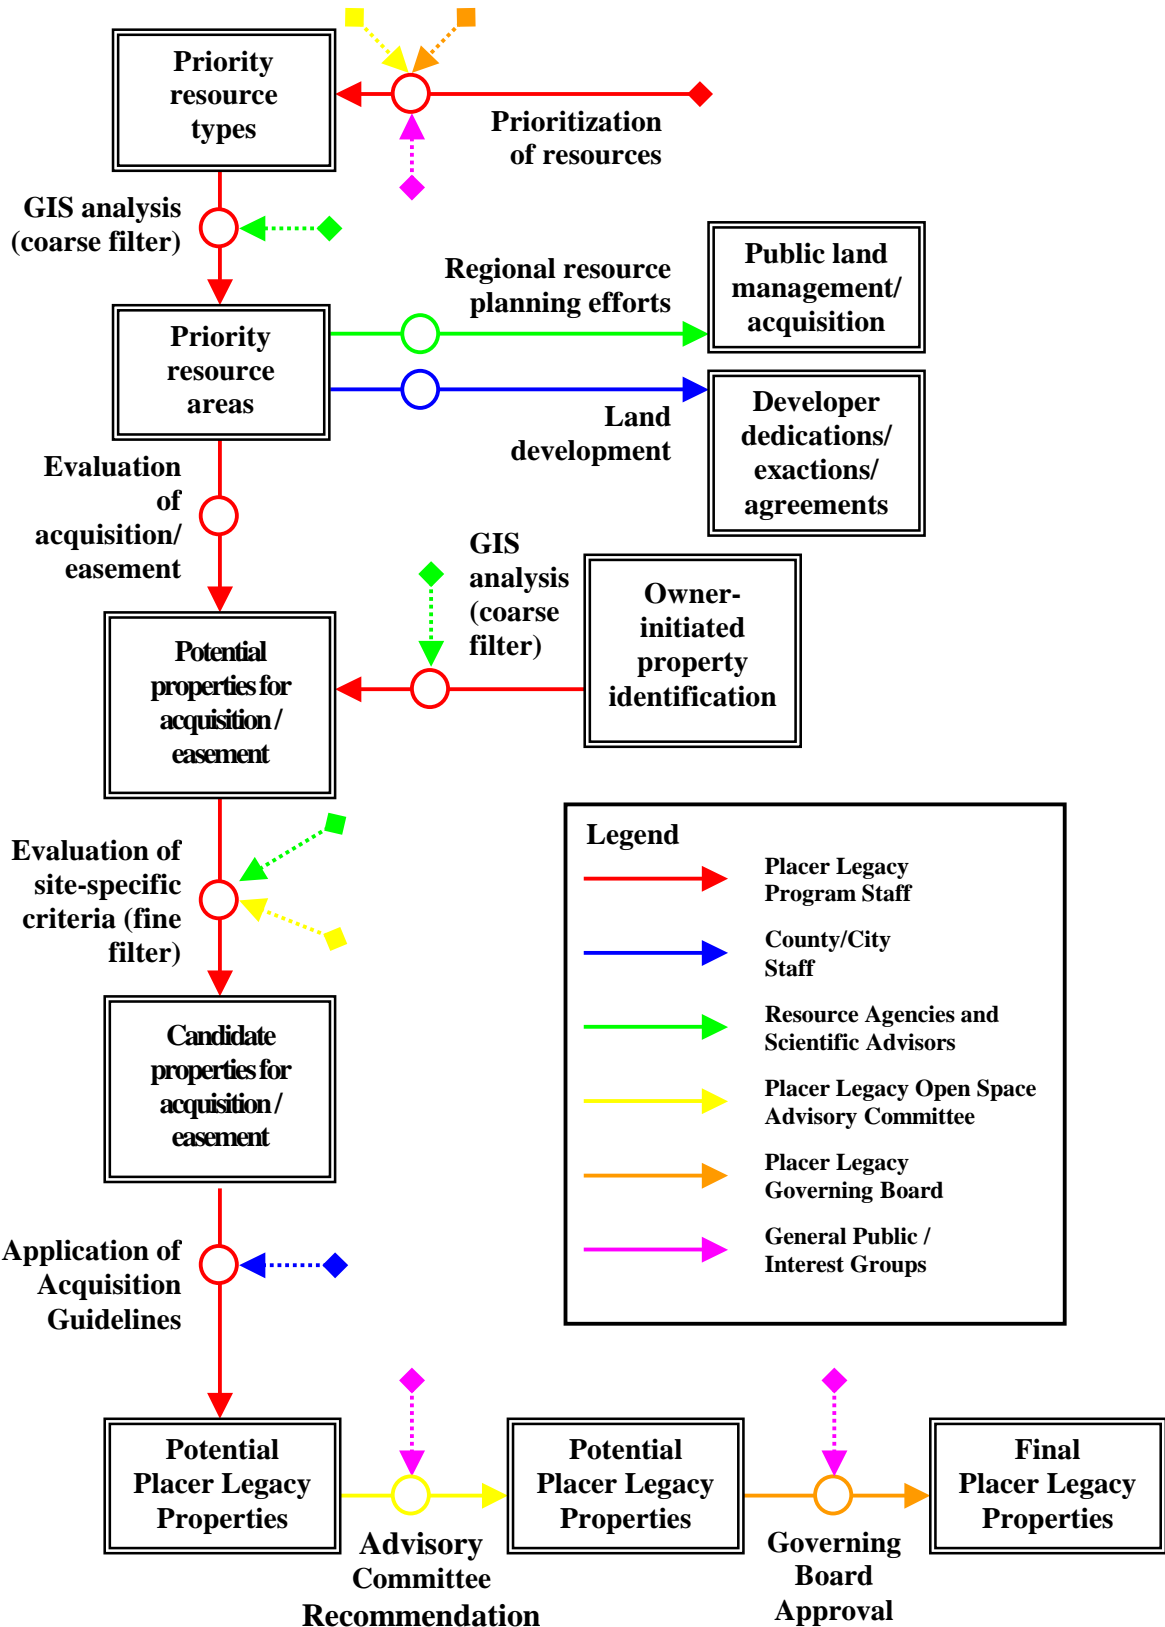 Priority
resource
types
Prioritization
of resources
GIS analysis
(coarse filter)
Priority
resource
areas
Regional resource
planning efforts
Public land
management/
acquisition
Land
development
Developer
dedications/
exactions/
agreements
Evaluation
of
acquisition/
easement
GIS
analysis
(coarse
filter)
Owner-
initiated
property
identification
Potential
properties for
acquisition /
easement
Evaluation of
site-specific
criteria (fine
filter)
Candidate
properties for
acquisition /
easement
Legend
Placer Legacy
Program Staff
County/City
Staff
Resource Agencies and
Scientific Advisors
Placer Legacy Open Space
Advisory Committee
Placer Legacy
Governing Board
General Public /
Interest Groups
Application of
Acquisition
Guidelines
Potential
Placer Legacy
Properties
Advisory
Committee
Recommendation
Potential
Placer Legacy
Properties
Governing
Board
Approval
Final
Placer Legacy
Properties